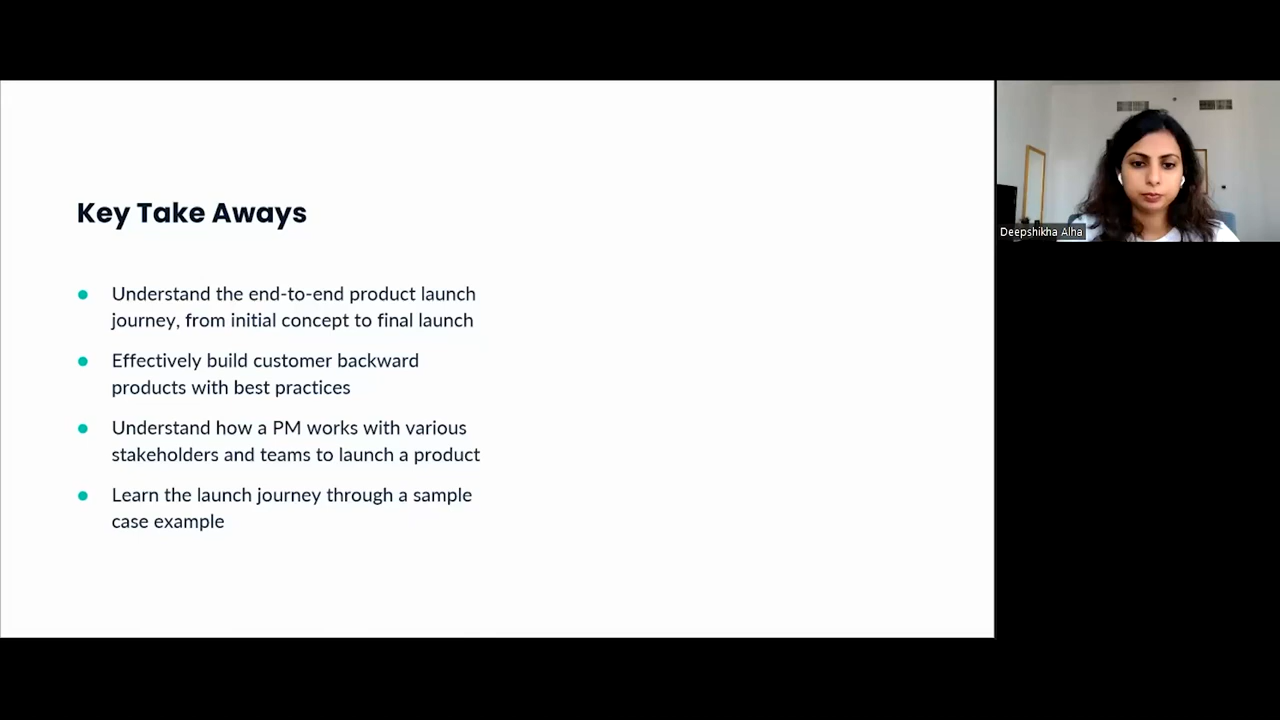 Key Take Aways
Understand the end-to-end product launch
journey, from initial concept to final launch
Effectively build customer backward
products with best practices
Understand how a PM works with various
stakeholders and teams to launch a product
Learn the launch journey through a sample
case example
Deepshikha Alha